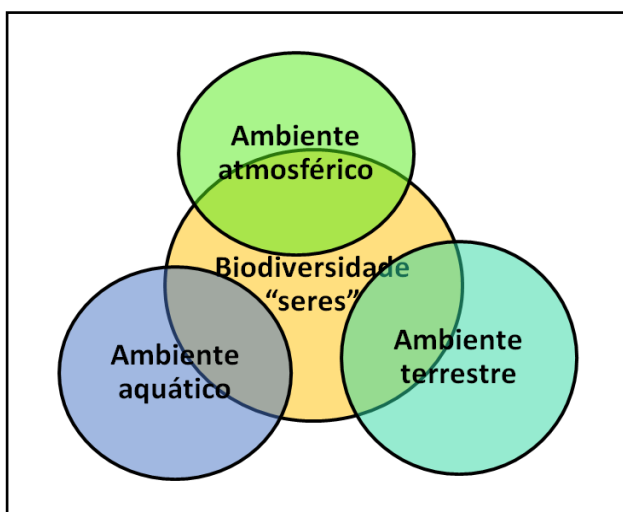 Ambiente
atmosférico
Biodiversidade
“seres”
Ambiente
aquático
Ambiente
terrestre